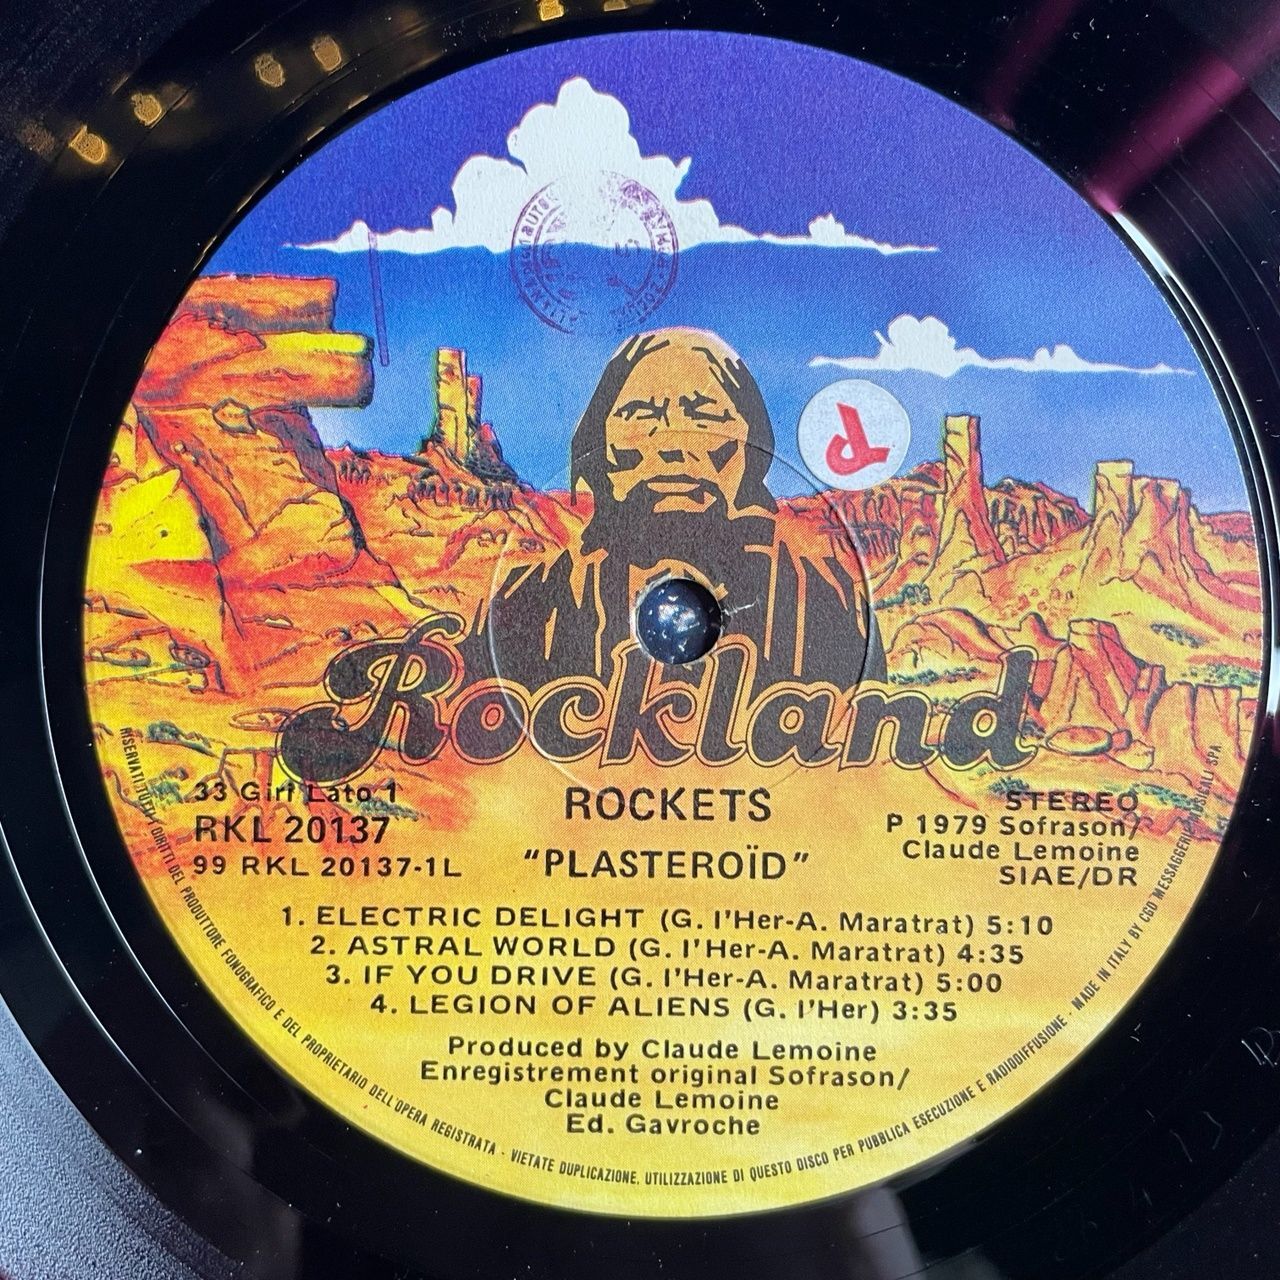 Rockland
33 Giri Lato 1
RKL 20137
99 RKL 20137-1L
ROCKETS
"PLASTEROÏD"
STEREO
P 1979 Sofrason/
Claude Lemoine
SIAE/DR
1. ELECTRIC DELIGHT (G. l'Her-A. Maratrat) 5:10
2. ASTRAL WORLD (G. l'Her-A. Maratrat) 4:35
3. IF YOU DRIVE (G. l'Her-A. Maratrat) 5:00
4. LEGION OF ALIENS (G. l'Her) 3:35
Produced by Claude Lemoine
Enregistrement original Sofrason/
Claude Lemoine
Ed. Gavroche
RISERVATI TUTTI I DIRITTI DEL PRODUTTORE FONOGRAFICO E DEL PROPRIETARIO DELL'OPERA REGISTRATA - VIETATE DUPLICAZIONE, UTILIZZAZIONE DI QUESTO DISCO PER PUBBLICA ESECUZIONE E RADIODIFFUSIONE - MADE IN ITALY BY CGD MESSAGGERIE MUSICALI SPA